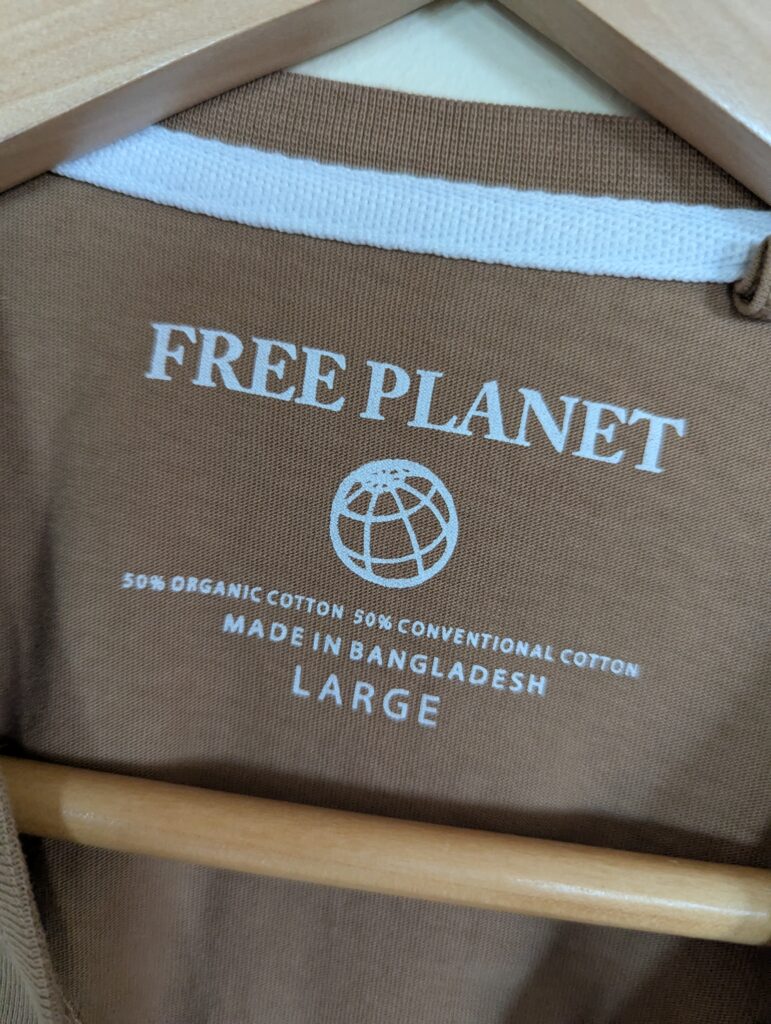 FREE PLANET
50% ORGANIC COTTON 50% CONVENTIONAL COTTON
MADE IN BANGLADESH
LARGE